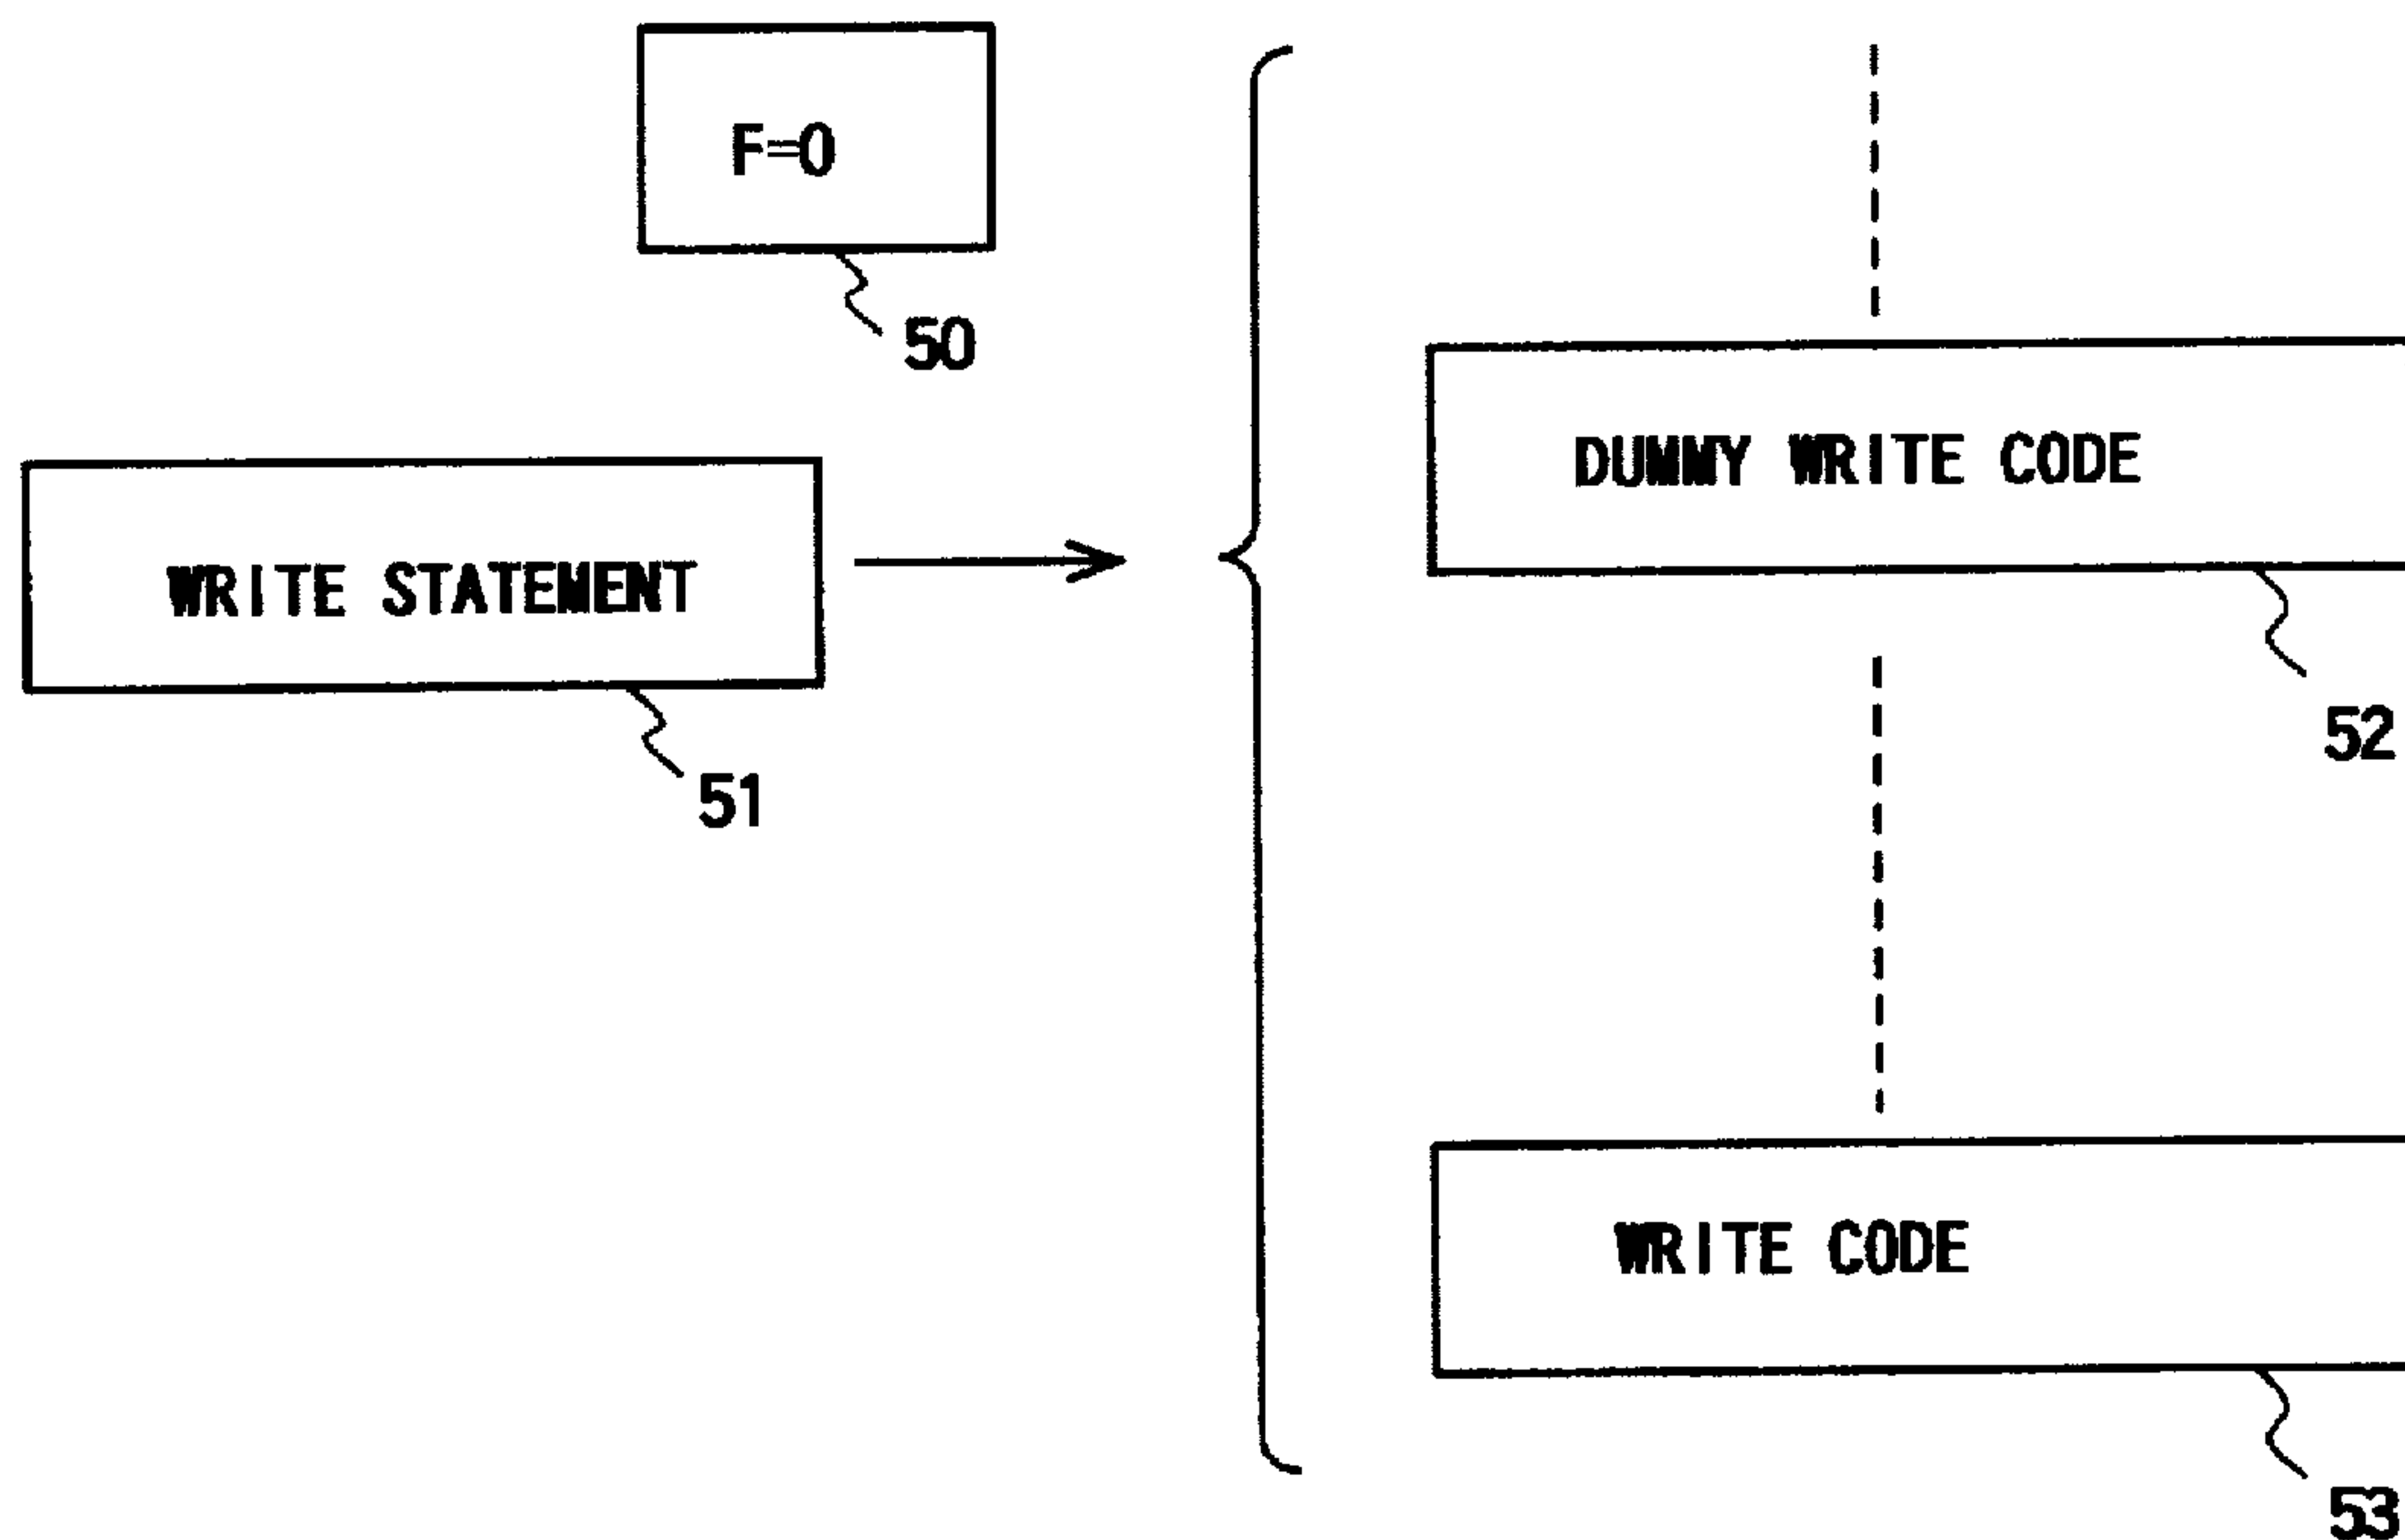 F=0
50
WRITE STATEMENT
51
DUMMY WRITE CODE
52
WRITE CODE
53